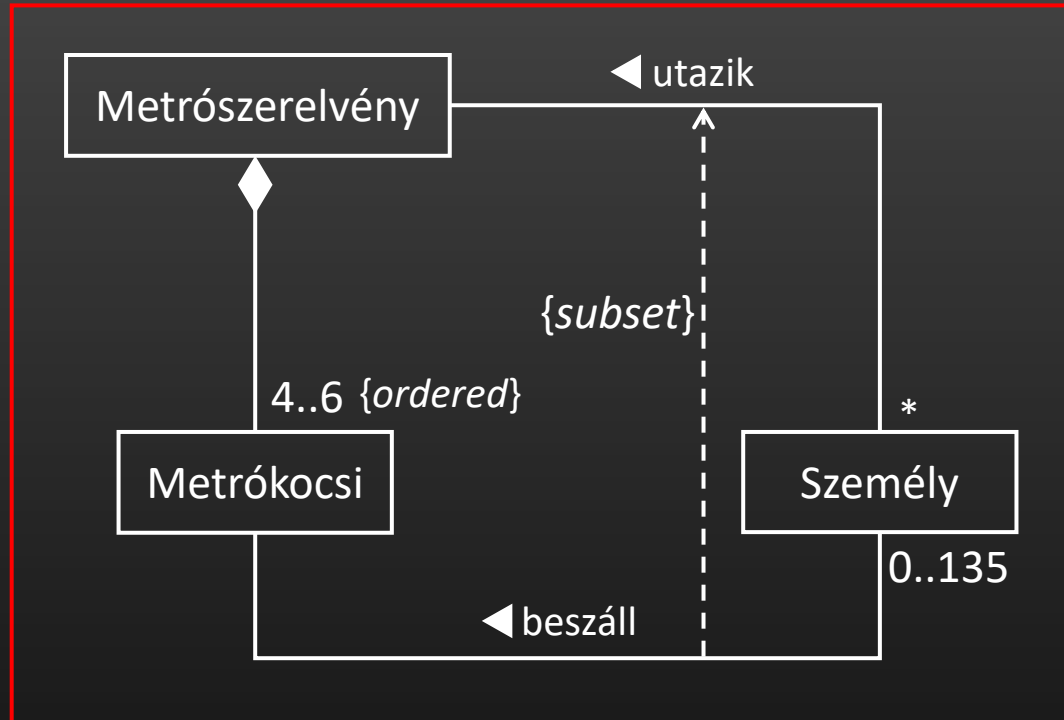 utazik
Metrószerelvény
{subset}
4..6 {ordered}
*
Metrókocsi
Személy
0..135
beszáll